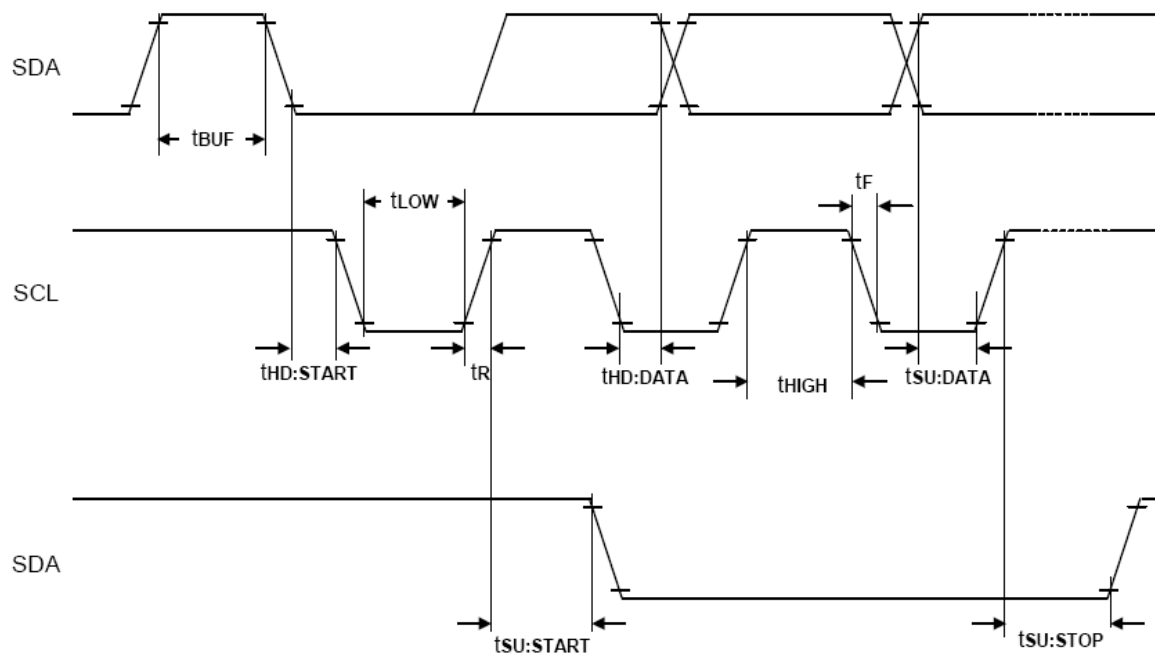 SDA
tBUF
tF
tLOW
SCL
tHD:START
tR
tHD:DATA
tHIGH
tSU:DATA
SDA
tSU:START
tSU:STOP